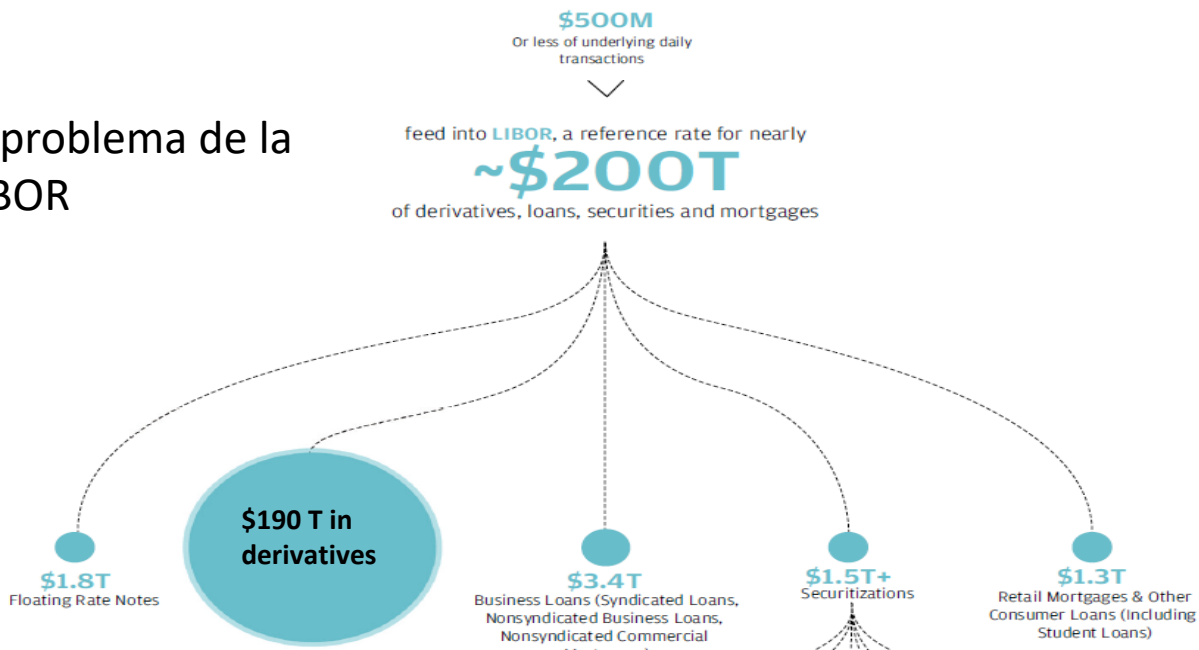 $500M
Or less of underlying daily
transactions
problema de la
BOR
feed into LIBOR, a reference rate for nearly
~$200T
of derivatives, loans, securities and mortgages
$1.8T
Floating Rate Notes
$190 T in
derivatives
$3.4T
Business Loans (Syndicated Loans,
Nonsyndicated Business Loans,
Nonsyndicated Commercial
$1.5T+
Securitizations
$1.3T
Retail Mortgages & Other
Consumer Loans (Including
Student Loans)